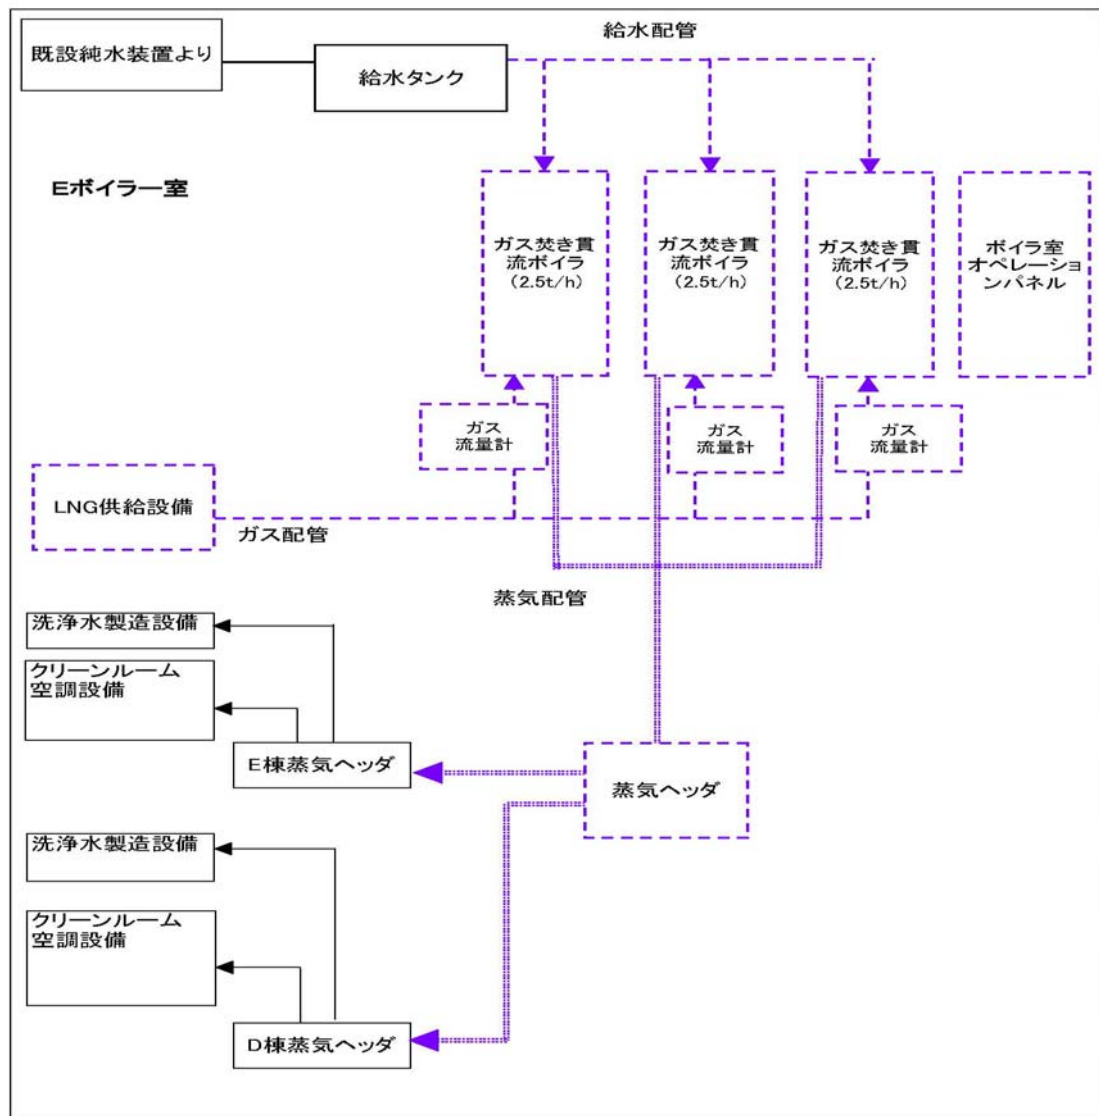 給水配管
既設純水装置より
給水タンク
Eボイラー室
ガス焚き貫
流ボイラ
(2.5t/h)
ガス焚き貫
流ボイラ
(2.5t/h)
ガス焚き貫
流ボイラ
(2.5t/h)
ボイラ室
オペレーショ
ンパネル
ガス
流量計
ガス
流量計
ガス
流量計
LNG供給設備
ガス配管
蒸気配管
洗浄水製造設備
クリーンルーム
空調設備
E棟蒸気ヘッダ
蒸気ヘッダ
洗浄水製造設備
クリーンルーム
空調設備
D棟蒸気ヘッダ